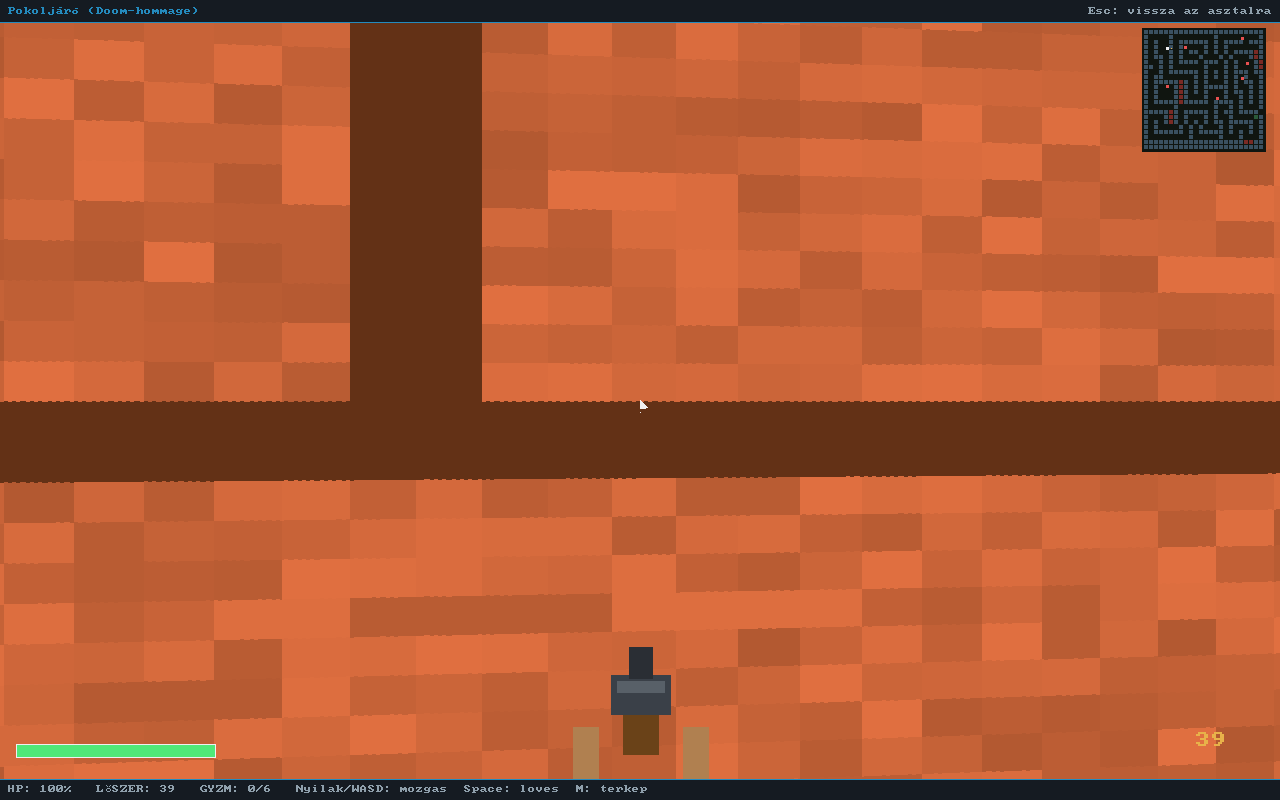 Pokoljáró (Doom-hommage)
Esc: vissza az asztalra
39
HP: 100% LőSZER: 39 GYZM: 0/6 Nyilak/WASD: mozgas Space: loves M: terkep